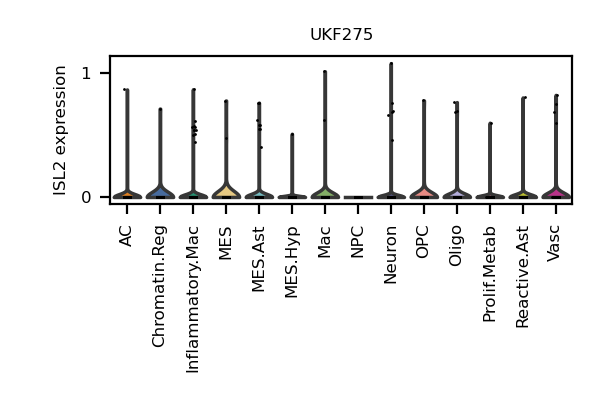 UKF275
ISL2 expression
1
0
AC
Chromatin.Reg
Inflammatory.Mac
MES
MES.Ast
MES.Hyp
Mac
NPC
Neuron
OPC
Oligo
Prolif.Metab
Reactive.Ast
Vasc